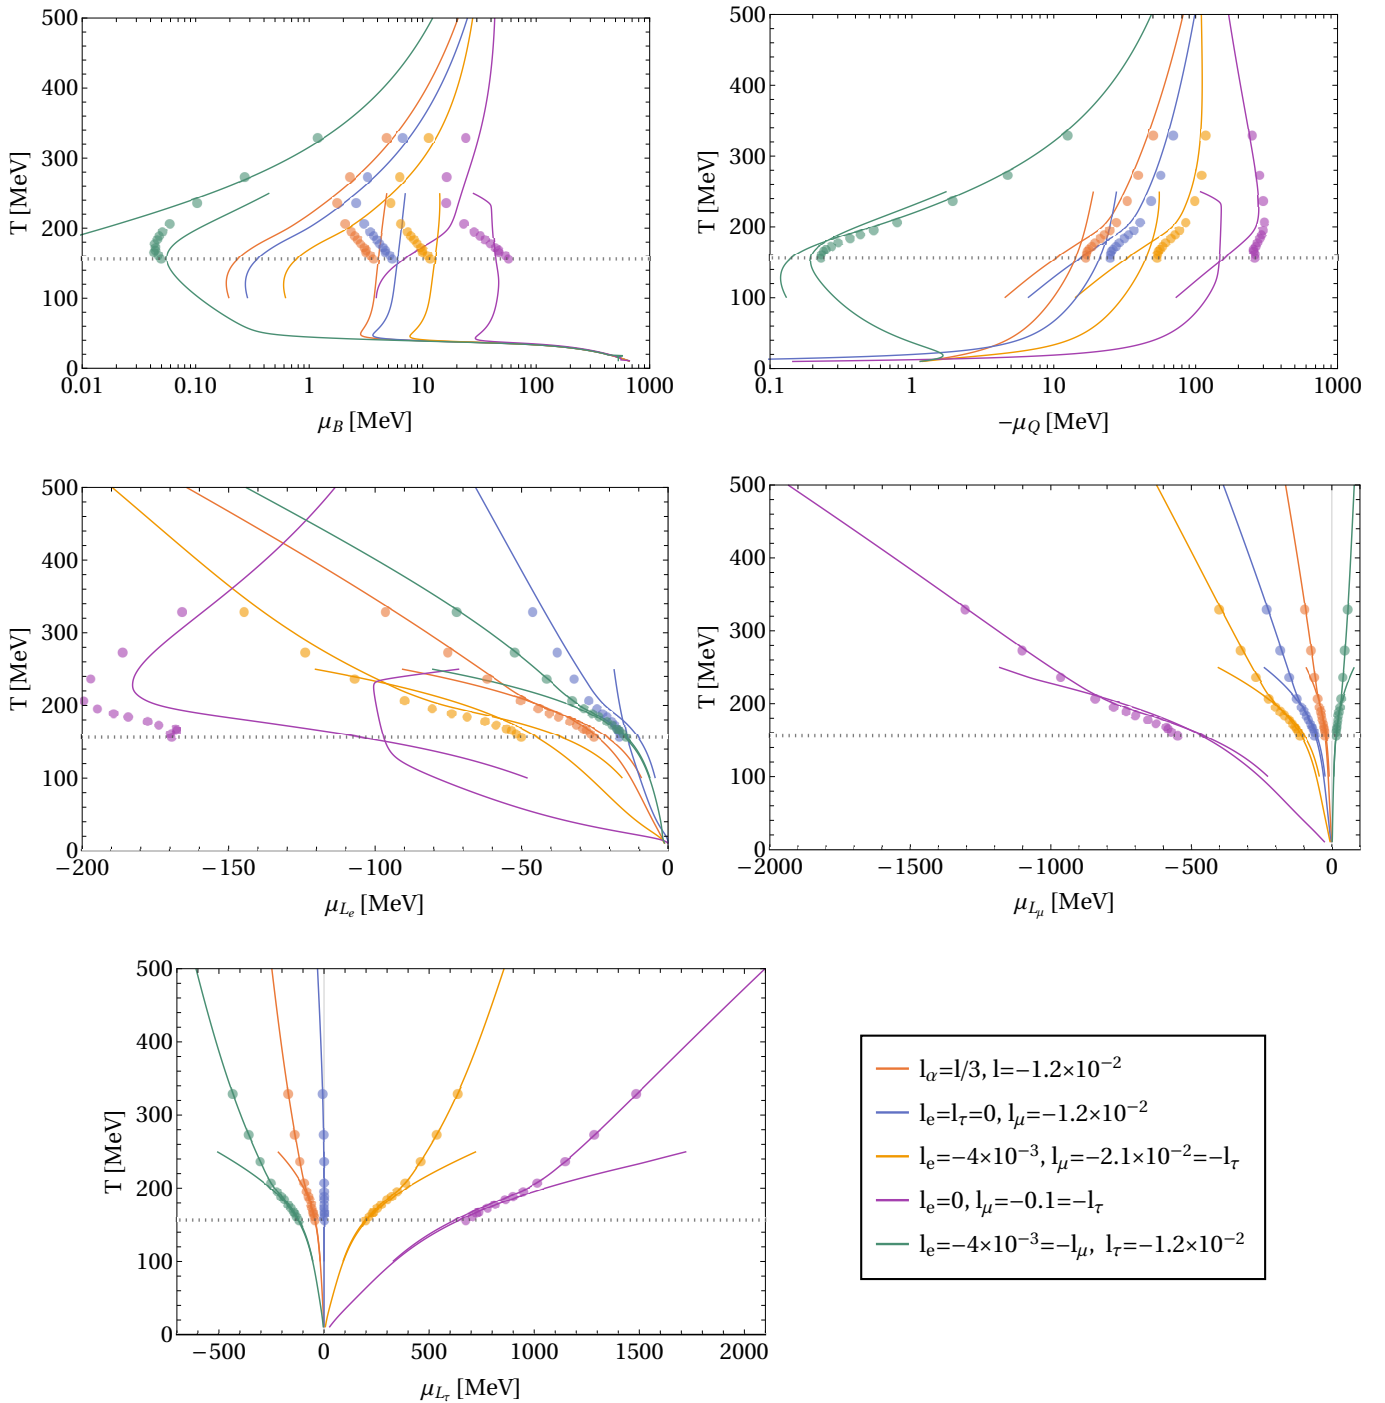 500
400
300
200
100
0
T [MeV]
0.01 0.10 1 10 100 1000
μ_B [MeV]
500
400
300
200
100
0
T [MeV]
0.1 1 10 100 1000
−μ_Q [MeV]
500
400
300
200
100
0
T [MeV]
−200 −150 −100 −50 0
μ_{L_e} [MeV]
500
400
300
200
100
0
T [MeV]
−2000 −1500 −1000 −500 0
μ_{L_μ} [MeV]
500
400
300
200
100
0
T [MeV]
−500 0 500 1000 1500 2000
μ_{L_τ} [MeV]
l_α=l/3, l=−1.2×10⁻²
l_e=l_τ=0, l_μ=−1.2×10⁻²
l_e=−4×10⁻³, l_μ=−2.1×10⁻²=−l_τ
l_e=0, l_μ=−0.1=−l_τ
l_e=−4×10⁻³=−l_μ, l_τ=−1.2×10⁻²